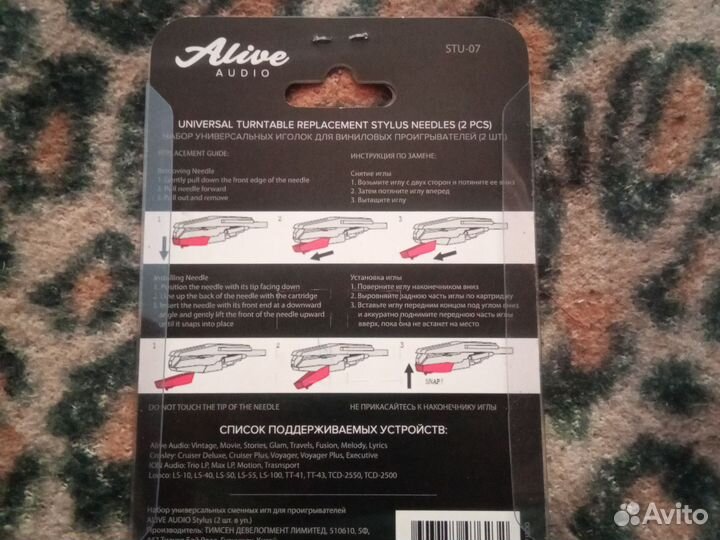 Alive
AUDIO
STU-07
UNIVERSAL TURNTABLE REPLACEMENT STYLUS NEEDLES (2 PCS)
НАБОР УНИВЕРСАЛЬНЫХ ИГОЛОК ДЛЯ ВИНИЛОВЫХ ПРОИГРЫВАТЕЛЕЙ (2 ШТ.)
REPLACEMENT GUIDE:
Removing Needle
1. Gently pull down the front edge of the needle
2. Pull needle forward
3. Pull out and remove
ИНСТРУКЦИЯ ПО ЗАМЕНЕ:
Снятие иглы
1. Возьмите иглу с двух сторон и потяните ее вниз
2. Затем потяните иглу вперед
3. Вытащите иглу
1
2
3
Installing Needle
1. Position the needle with its tip facing down
2. Line up the back of the needle with the cartridge
3. Insert the needle with its front end at a downward
angle and gently lift the front of the needle upward
until it snaps into place
Установка иглы
1. Поверните иглу наконечником вниз
2. Выровняйте заднюю часть иглы по картриджу
3. Вставьте иглу передним концом под углом вниз
и аккуратно поднимите переднюю часть иглы
вверх, пока она не встанет на место
1
2
3
SNAP!
DO NOT TOUCH THE TIP OF THE NEEDLE
НЕ ПРИКАСАЙТЕСЬ К НАКОНЕЧНИКУ ИГЛЫ
СПИСОК ПОДДЕРЖИВАЕМЫХ УСТРОЙСТВ:
Alive Audio: Vintage, Movie, Stories, Glam, Travels, Fusion, Melody, Lyrics
Crosley: Cruiser Deluxe, Cruiser Plus, Voyager, Voyager Plus, Executive
ION Audio: Trio LP, Max LP, Motion, Trasnsport
Lenco: LS-10, LS-40, LS-50, LS-55, LS-100, TT-41, TT-43, TCD-2550, TCD-2500
Набор универсальных сменных игл для проигрывателей
ALIVE AUDIO Stylus (2 шт. в уп.)
Производитель: ТИМСЕН ДЕВЕЛОПМЕНТ ЛИМИТЕД, 510610, 5Ф,
Avito